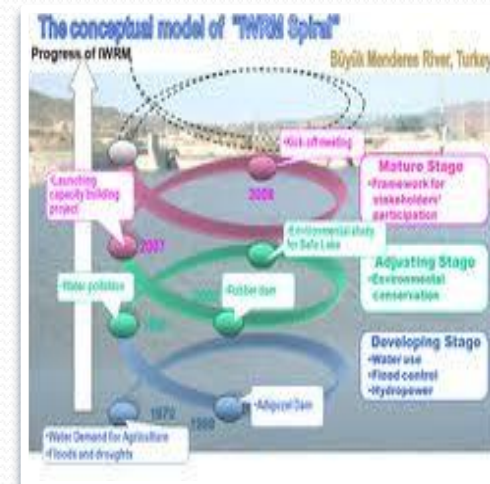 The conceptual model of "IWRM Spiral"
Progress of IWRM
Büyük Menderes River, Turkey
•Kick-off meeting
•Launching
capacity building
project
2008
Mature Stage
•Framework for
stakeholders'
participation
2007
•Environmental study
for Bafa Lake
•Water pollution
•Rubber dam
Adjusting Stage
•Environmental
conservation
Developing Stage
•Water use
•Flood control
•Hydropower
1970
•Adiguzel Dam
•Water Demand for Agriculture
•Floods and droughts